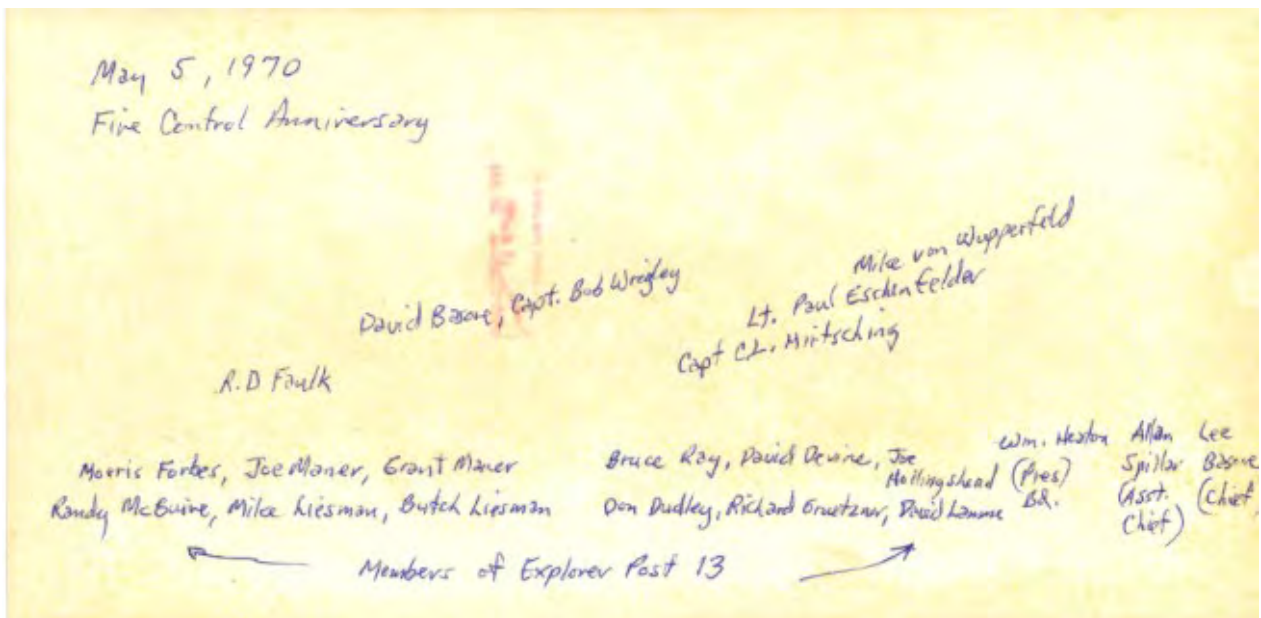 May 5, 1970
Fire Control Anniversary
Mike von Wupperfeld
David Basore, Capt. Bob Wrigley
Lt. Paul Eschenfelder
Capt C.L. Mirtsching
R.D Faulk
Wm. Heaton Allan Lee
Morris Forbes, Joe Maner, Grant Maner Bruce Ray, David Devine, Joe
Hollingshead (Pres) Spillar Basore
Randy McGuire, Mike Liesman, Butch Liesman Don Dudley, Richard Gruetzner, David Lamme Bd. (Asst. (Chief,
Chief)
Members of Explorer Post 13